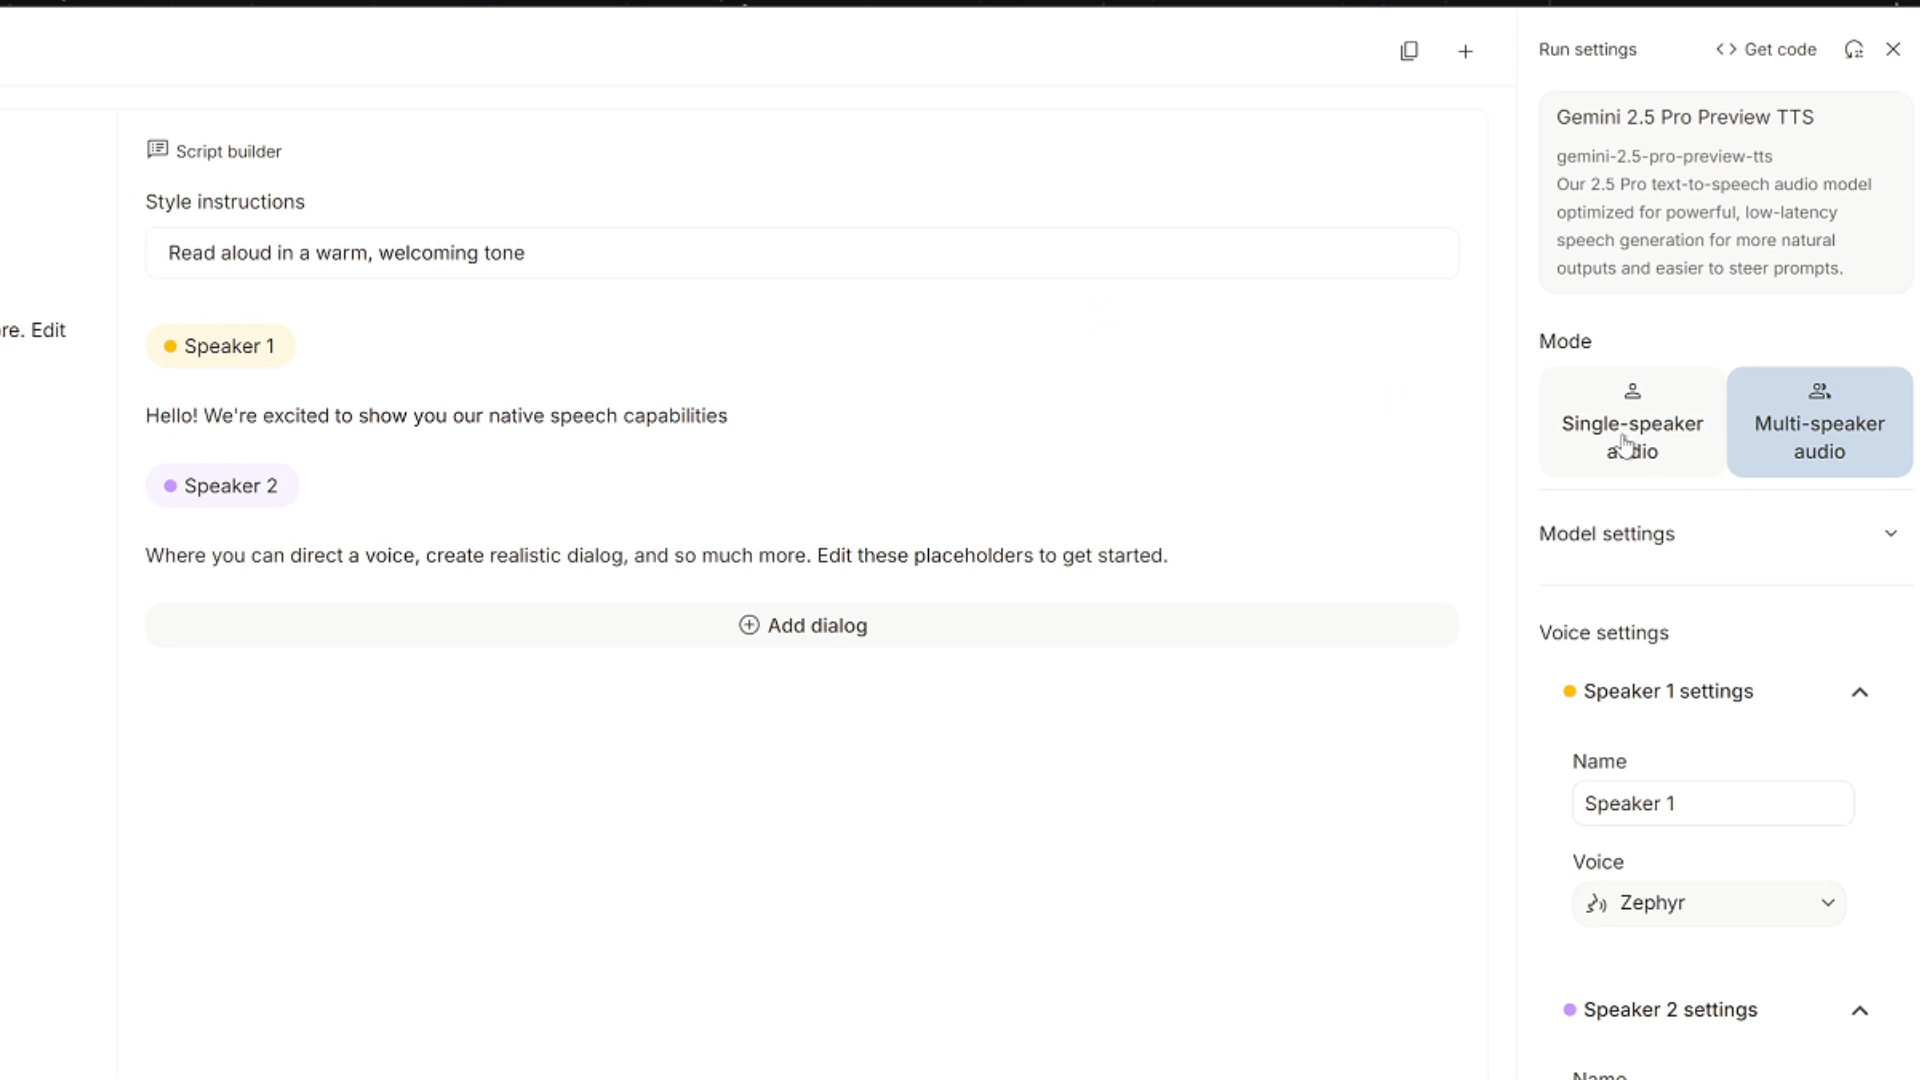 Run settings
<> Get code
Gemini 2.5 Pro Preview TTS
gemini-2.5-pro-preview-tts
Our 2.5 Pro text-to-speech audio model
optimized for powerful, low-latency
speech generation for more natural
outputs and easier to steer prompts.
Script builder
Style instructions
Read aloud in a warm, welcoming tone
re. Edit
Speaker 1
Hello! We're excited to show you our native speech capabilities
Speaker 2
Where you can direct a voice, create realistic dialog, and so much more. Edit these placeholders to get started.
Add dialog
Mode
Single-speaker
audio
Multi-speaker
audio
Model settings
Voice settings
Speaker 1 settings
Name
Speaker 1
Voice
Zephyr
Speaker 2 settings
Name